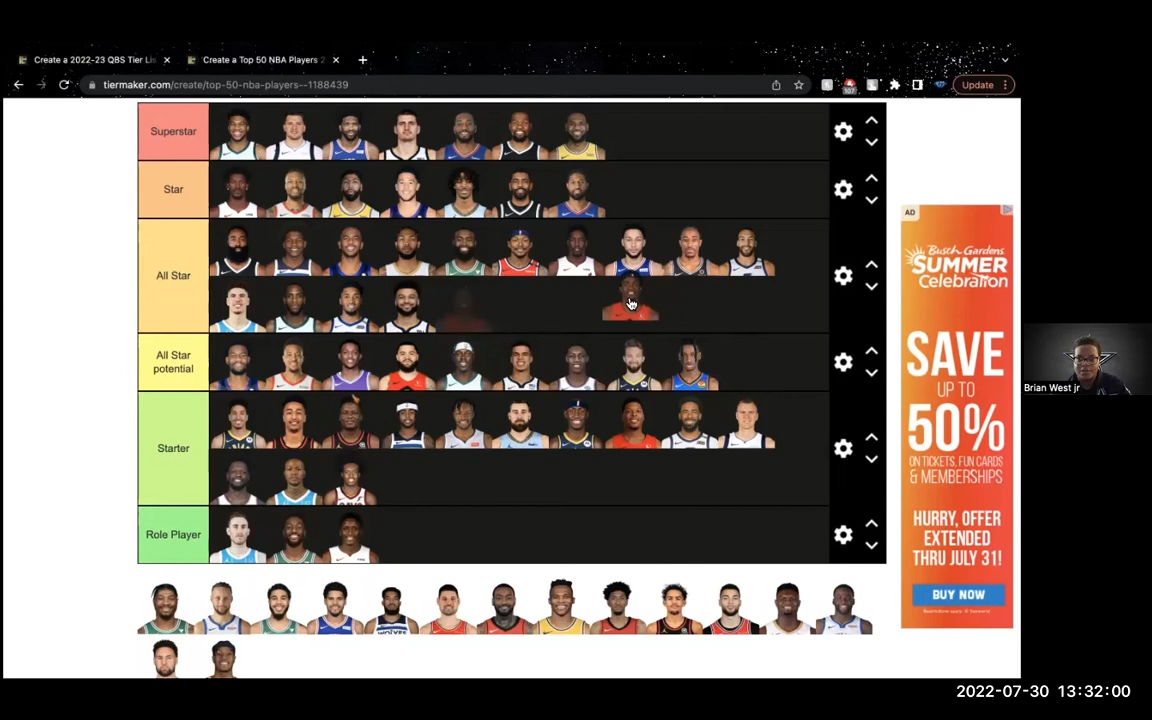 Create a 2022-23 QBS Tier Lis
Create a Top 50 NBA Players 2
tiermaker.com/create/top-50-nba-players--1188439
107
Update
Superstar
Star
All Star
All Star
potential
Starter
Role Player
AD
Busch Gardens
SUMMER
Celebration
SAVE
UP TO
50%
ON TICKETS, FUN CARDS
& MEMBERSHIPS
HURRY, OFFER
EXTENDED
THRU JULY 31!
BUY NOW
Brian West jr
WOLVES
2022-07-30 13:32:00